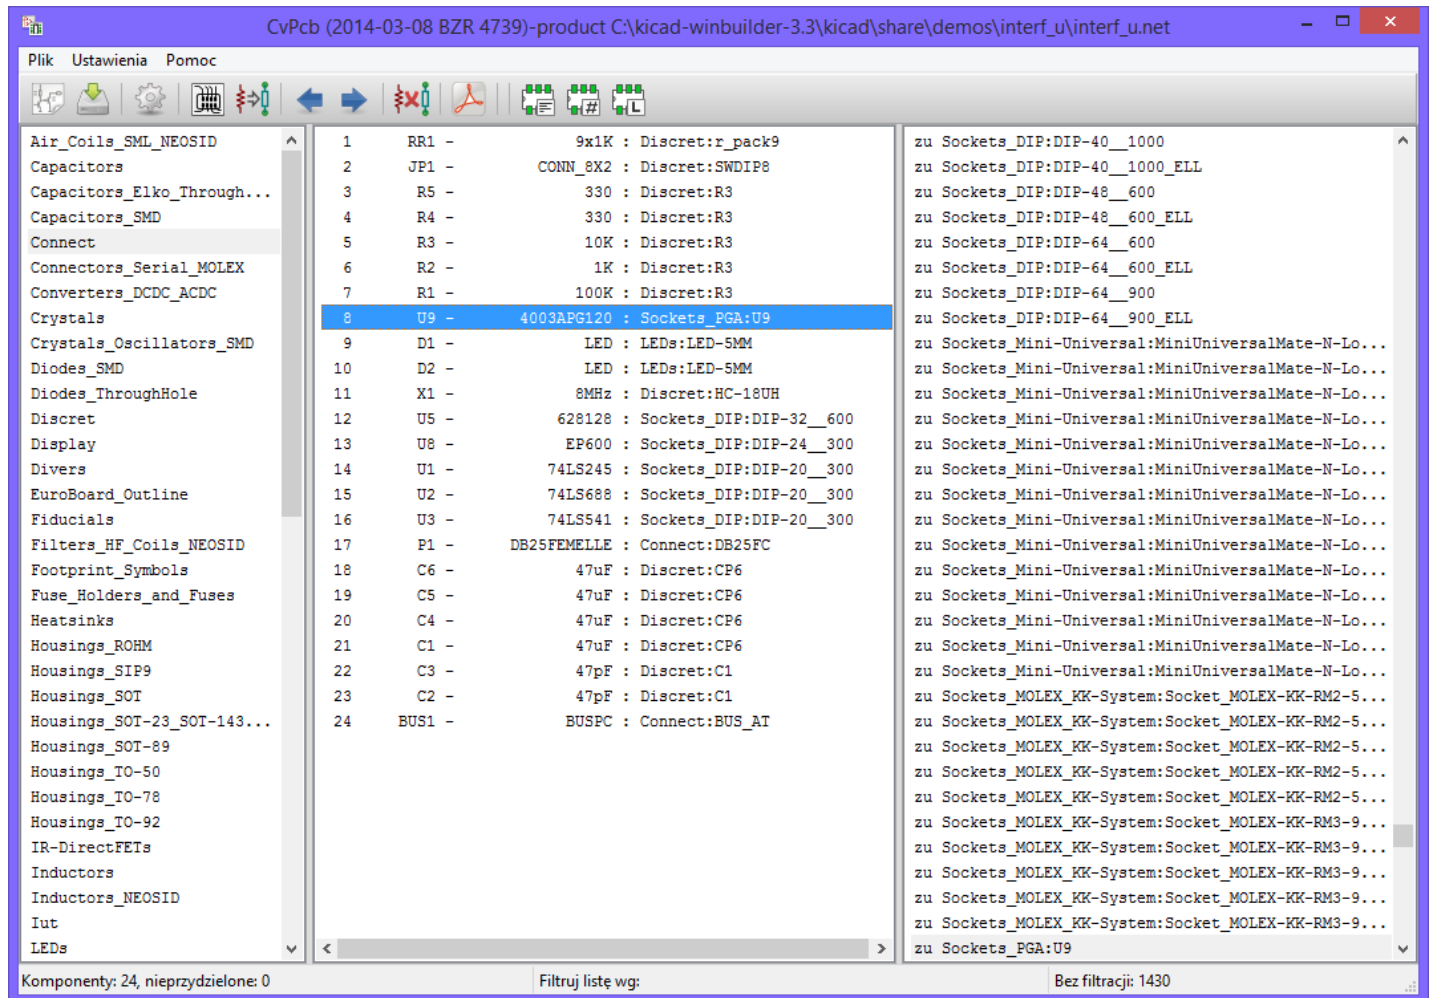 CvPcb (2014-03-08 BZR 4739)-product C:\kicad-winbuilder-3.3\kicad\share\demos\interf_u\interf_u.net
Plik Ustawienia Pomoc
Air_Coils_SML_NEOSID
Capacitors
Capacitors_Elko_Through...
Capacitors_SMD
Connect
Connectors_Serial_MOLEX
Converters_DCDC_ACDC
Crystals
Crystals_Oscillators_SMD
Diodes_SMD
Diodes_ThroughHole
Discret
Display
Divers
EuroBoard_Outline
Fiducials
Filters_HF_Coils_NEOSID
Footprint_Symbols
Fuse_Holders_and_Fuses
Heatsinks
Housings_ROHM
Housings_SIP9
Housings_SOT
Housings_SOT-23_SOT-143...
Housings_SOT-89
Housings_TO-50
Housings_TO-78
Housings_TO-92
IR-DirectFETs
Inductors
Inductors_NEOSID
Iut
LEDs
1 RR1 - 9x1K : Discret:r_pack9
2 JP1 - CONN_8X2 : Discret:SWDIP8
3 R5 - 330 : Discret:R3
4 R4 - 330 : Discret:R3
5 R3 - 10K : Discret:R3
6 R2 - 1K : Discret:R3
7 R1 - 100K : Discret:R3
8 U9 - 4003APG120 : Sockets_PGA:U9
9 D1 - LED : LEDs:LED-5MM
10 D2 - LED : LEDs:LED-5MM
11 X1 - 8MHz : Discret:HC-18UH
12 U5 - 628128 : Sockets_DIP:DIP-32__600
13 U8 - EP600 : Sockets_DIP:DIP-24__300
14 U1 - 74LS245 : Sockets_DIP:DIP-20__300
15 U2 - 74LS688 : Sockets_DIP:DIP-20__300
16 U3 - 74LS541 : Sockets_DIP:DIP-20__300
17 P1 - DB25FEMELLE : Connect:DB25FC
18 C6 - 47uF : Discret:CP6
19 C5 - 47uF : Discret:CP6
20 C4 - 47uF : Discret:CP6
21 C1 - 47uF : Discret:CP6
22 C3 - 47pF : Discret:C1
23 C2 - 47pF : Discret:C1
24 BUS1 - BUSPC : Connect:BUS_AT
zu Sockets_DIP:DIP-40__1000
zu Sockets_DIP:DIP-40__1000_ELL
zu Sockets_DIP:DIP-48__600
zu Sockets_DIP:DIP-48__600_ELL
zu Sockets_DIP:DIP-64__600
zu Sockets_DIP:DIP-64__600_ELL
zu Sockets_DIP:DIP-64__900
zu Sockets_DIP:DIP-64__900_ELL
zu Sockets_Mini-Universal:MiniUniversalMate-N-Lo...
zu Sockets_Mini-Universal:MiniUniversalMate-N-Lo...
zu Sockets_Mini-Universal:MiniUniversalMate-N-Lo...
zu Sockets_Mini-Universal:MiniUniversalMate-N-Lo...
zu Sockets_Mini-Universal:MiniUniversalMate-N-Lo...
zu Sockets_Mini-Universal:MiniUniversalMate-N-Lo...
zu Sockets_Mini-Universal:MiniUniversalMate-N-Lo...
zu Sockets_Mini-Universal:MiniUniversalMate-N-Lo...
zu Sockets_Mini-Universal:MiniUniversalMate-N-Lo...
zu Sockets_Mini-Universal:MiniUniversalMate-N-Lo...
zu Sockets_Mini-Universal:MiniUniversalMate-N-Lo...
zu Sockets_Mini-Universal:MiniUniversalMate-N-Lo...
zu Sockets_Mini-Universal:MiniUniversalMate-N-Lo...
zu Sockets_Mini-Universal:MiniUniversalMate-N-Lo...
zu Sockets_MOLEX_KK-System:Socket_MOLEX-KK-RM2-5...
zu Sockets_MOLEX_KK-System:Socket_MOLEX-KK-RM2-5...
zu Sockets_MOLEX_KK-System:Socket_MOLEX-KK-RM2-5...
zu Sockets_MOLEX_KK-System:Socket_MOLEX-KK-RM2-5...
zu Sockets_MOLEX_KK-System:Socket_MOLEX-KK-RM2-5...
zu Sockets_MOLEX_KK-System:Socket_MOLEX-KK-RM3-9...
zu Sockets_MOLEX_KK-System:Socket_MOLEX-KK-RM3-9...
zu Sockets_MOLEX_KK-System:Socket_MOLEX-KK-RM3-9...
zu Sockets_MOLEX_KK-System:Socket_MOLEX-KK-RM3-9...
zu Sockets_MOLEX_KK-System:Socket_MOLEX-KK-RM3-9...
zu Sockets_PGA:U9
Komponenty: 24, nieprzydzielone: 0 Filtruj listę wg: Bez filtracji: 1430